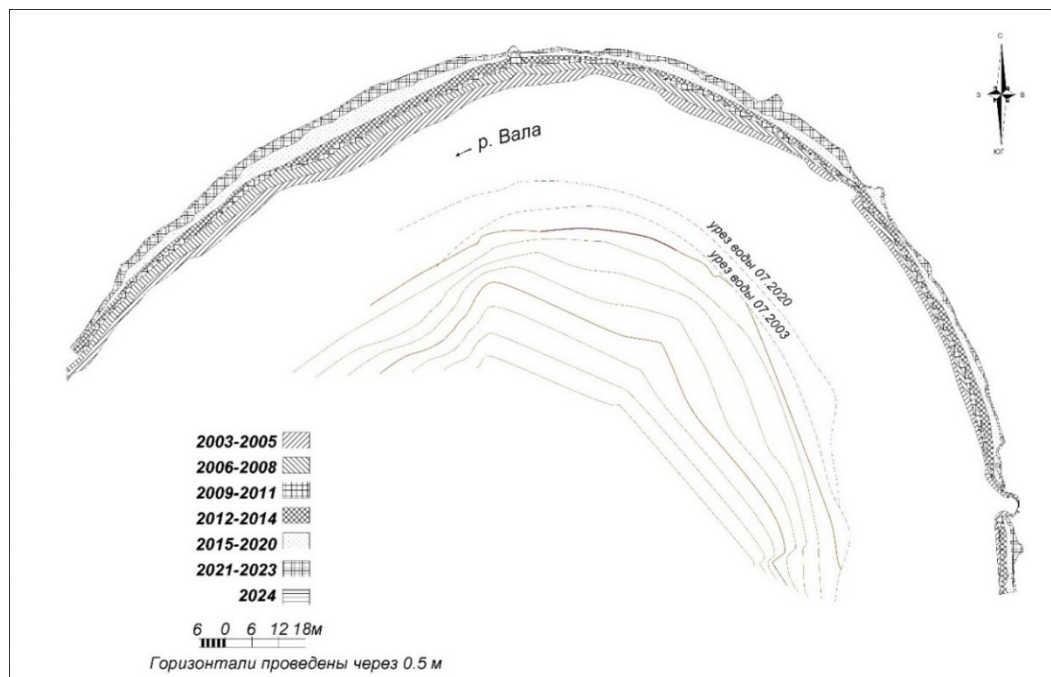 С
З
В
ЮГ
р. Вала
урез воды 07.2020
урез воды 07.2003
2003-2005
2006-2008
2009-2011
2012-2014
2015-2020
2021-2023
2024
6 0 6 12 18м
Горизонтали проведены через 0.5 м